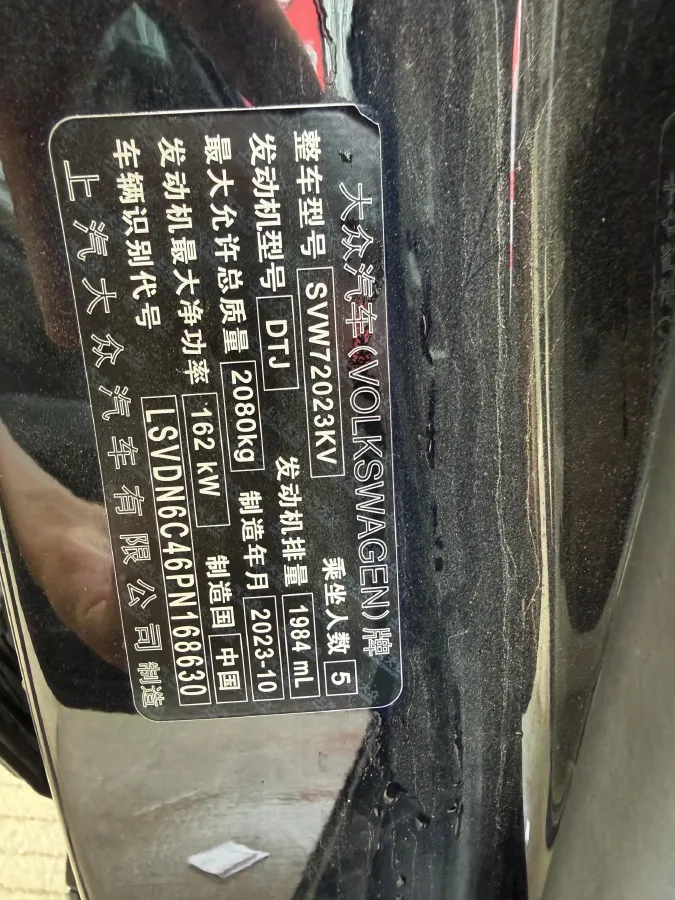 大众汽车(VOLKSWAGEN)牌
整车型号 SVW72023KV 乘坐人数 5
发动机型号 DTJ 发动机排量 1984 mL
最大允许总质量 2080kg 制造年月 2023-10
发动机最大净功率 162 kW 制造国 中国
车辆识别代号 LSVDN6C46PN168630
上汽大众汽车有限公司 制造